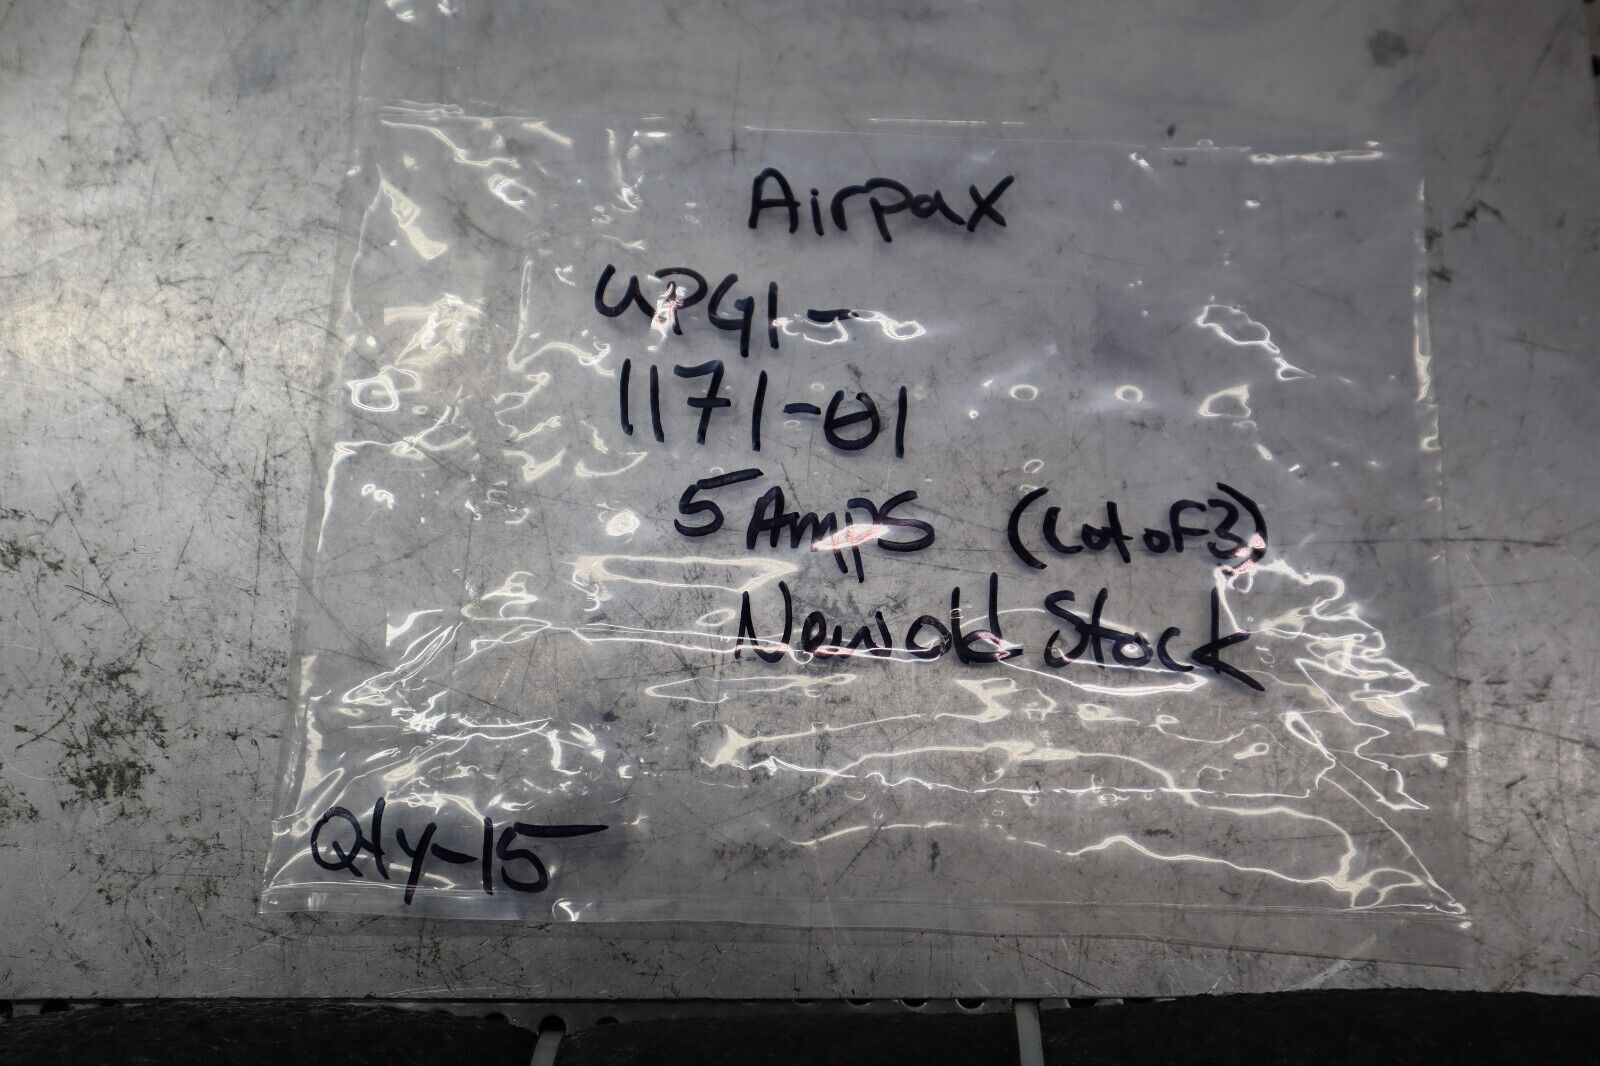 Airpax
UPG1-
1171-01
5 Amps (Lot of 3)
New old Stock
Qty-15